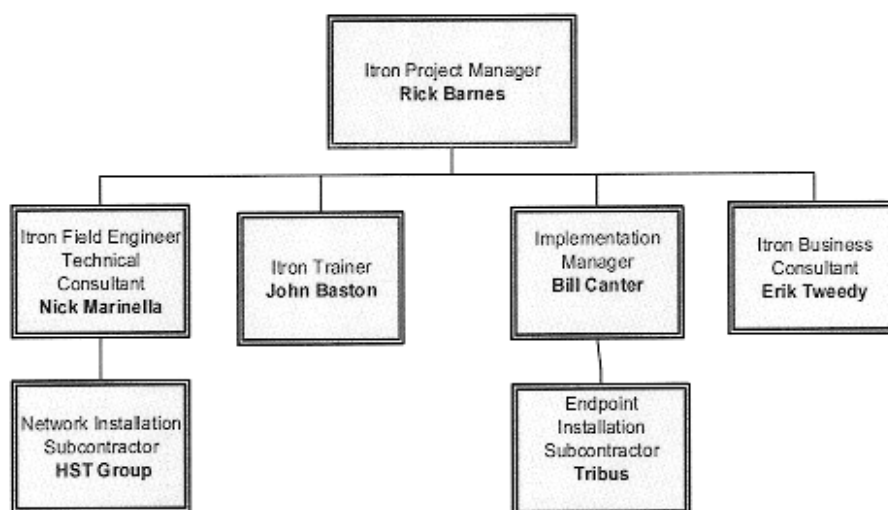 Itron Project Manager
Rick Barnes
Itron Field Engineer
Technical
Consultant
Nick Marinella
Itron Trainer
John Baston
Implementation
Manager
Bill Canter
Itron Business
Consultant
Erik Tweedy
Network Installation
Subcontractor
HST Group
Endpoint
Installation
Subcontractor
Tribus